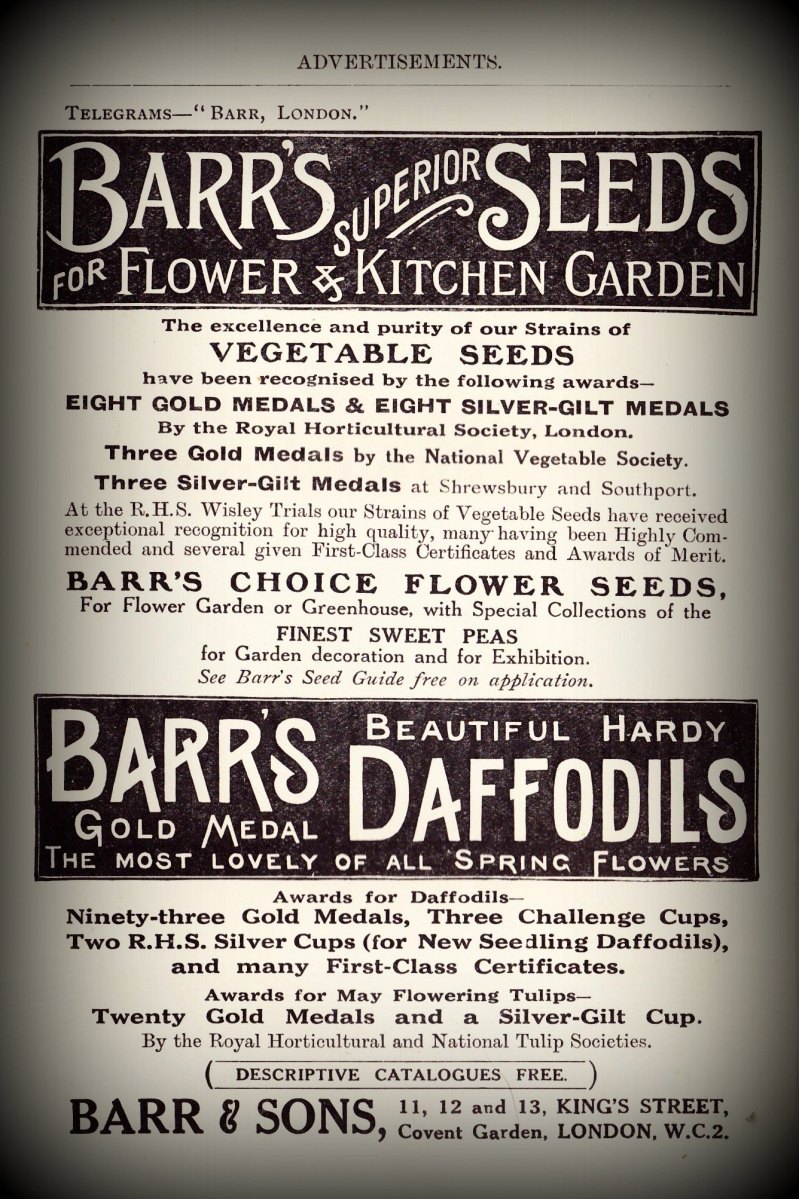 ADVERTISEMENTS.
TELEGRAMS—"BARR, LONDON."
BARR'S SUPERIOR SEEDS
FOR FLOWER & KITCHEN GARDEN
The excellence and purity of our Strains of
VEGETABLE SEEDS
have been recognised by the following awards—
EIGHT GOLD MEDALS & EIGHT SILVER-GILT MEDALS
By the Royal Horticultural Society, London.
Three Gold Medals by the National Vegetable Society.
Three Silver-Gilt Medals at Shrewsbury and Southport.
At the R.H.S. Wisley Trials our Strains of Vegetable Seeds have received
exceptional recognition for high quality, many having been Highly Com-
mended and several given First-Class Certificates and Awards of Merit.
BARR'S CHOICE FLOWER SEEDS,
For Flower Garden or Greenhouse, with Special Collections of the
FINEST SWEET PEAS
for Garden decoration and for Exhibition.
See Barr's Seed Guide free on application.
BARR'S BEAUTIFUL HARDY
GOLD MEDAL DAFFODILS
THE MOST LOVELY OF ALL SPRING FLOWERS
Awards for Daffodils—
Ninety-three Gold Medals, Three Challenge Cups,
Two R.H.S. Silver Cups (for New Seedling Daffodils),
and many First-Class Certificates.
Awards for May Flowering Tulips—
Twenty Gold Medals and a Silver-Gilt Cup.
By the Royal Horticultural and National Tulip Societies.
(DESCRIPTIVE CATALOGUES FREE.)
BARR & SONS, 11, 12 and 13, KING'S STREET,
Covent Garden, LONDON, W.C.2.